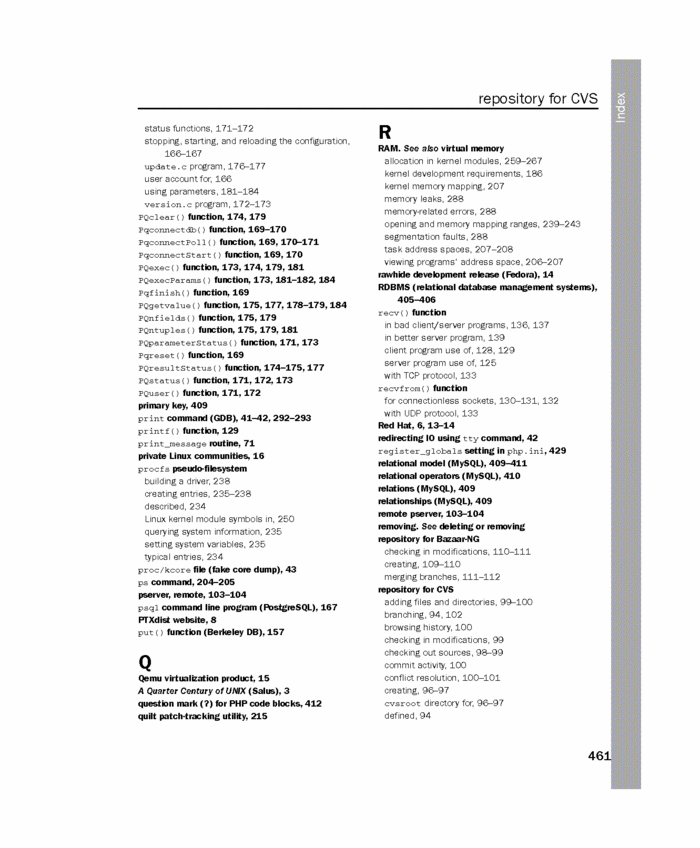 repository for CVS
Index
status functions, 171–172
stopping, starting, and reloading the configuration,
166–167
update.c program, 176–177
user account for, 166
using parameters, 181–184
version.c program, 172–173
PQclear() function, 174, 179
Pqconnectdb() function, 169–170
PqconnectPoll() function, 169, 170–171
PqconnectStart() function, 169, 170
PQexec() function, 173, 174, 179, 181
PQexecParams() function, 173, 181–182, 184
Pqfinish() function, 169
PQgetvalue() function, 175, 177, 178–179, 184
PQnfields() function, 175, 179
PQntuples() function, 175, 179, 181
PQparameterStatus() function, 171, 173
Pqreset() function, 169
PQresultStatus() function, 174–175, 177
PQstatus() function, 171, 172, 173
PQuser() function, 171, 172
primary key, 409
print command (GDB), 41–42, 292–293
printf() function, 129
print_message routine, 71
private Linux communities, 16
procfs pseudo-filesystem
building a driver, 238
creating entries, 235–238
described, 234
Linux kernel module symbols in, 250
querying system information, 235
setting system variables, 235
typical entries, 234
proc/kcore file (fake core dump), 43
ps command, 204–205
pserver, remote, 103–104
psql command line program (PostgreSQL), 167
PTXdist website, 8
put() function (Berkeley DB), 157
Q
Qemu virtualization product, 15
A Quarter Century of UNIX (Salus), 3
question mark (?) for PHP code blocks, 412
quilt patch-tracking utility, 215
R
RAM. See also virtual memory
allocation in kernel modules, 259–267
kernel development requirements, 186
kernel memory mapping, 207
memory leaks, 288
memory-related errors, 288
opening and memory mapping ranges, 239–243
segmentation faults, 288
task address spaces, 207–208
viewing programs' address space, 206–207
rawhide development release (Fedora), 14
RDBMS (relational database management systems),
405–406
recv() function
in bad client/server programs, 136, 137
in better server program, 139
client program use of, 128, 129
server program use of, 125
with TCP protocol, 133
recvfrom() function
for connectionless sockets, 130–131, 132
with UDP protocol, 133
Red Hat, 6, 13–14
redirecting IO using tty command, 42
register_globals setting in php.ini, 429
relational model (MySQL), 409–411
relational operators (MySQL), 410
relations (MySQL), 409
relationships (MySQL), 409
remote pserver, 103–104
removing. See deleting or removing
repository for Bazaar-NG
checking in modifications, 110–111
creating, 109–110
merging branches, 111–112
repository for CVS
adding files and directories, 99–100
branching, 94, 102
browsing history, 100
checking in modifications, 99
checking out sources, 98–99
commit activity, 100
conflict resolution, 100–101
creating, 96–97
cvsroot directory for, 96–97
defined, 94
461